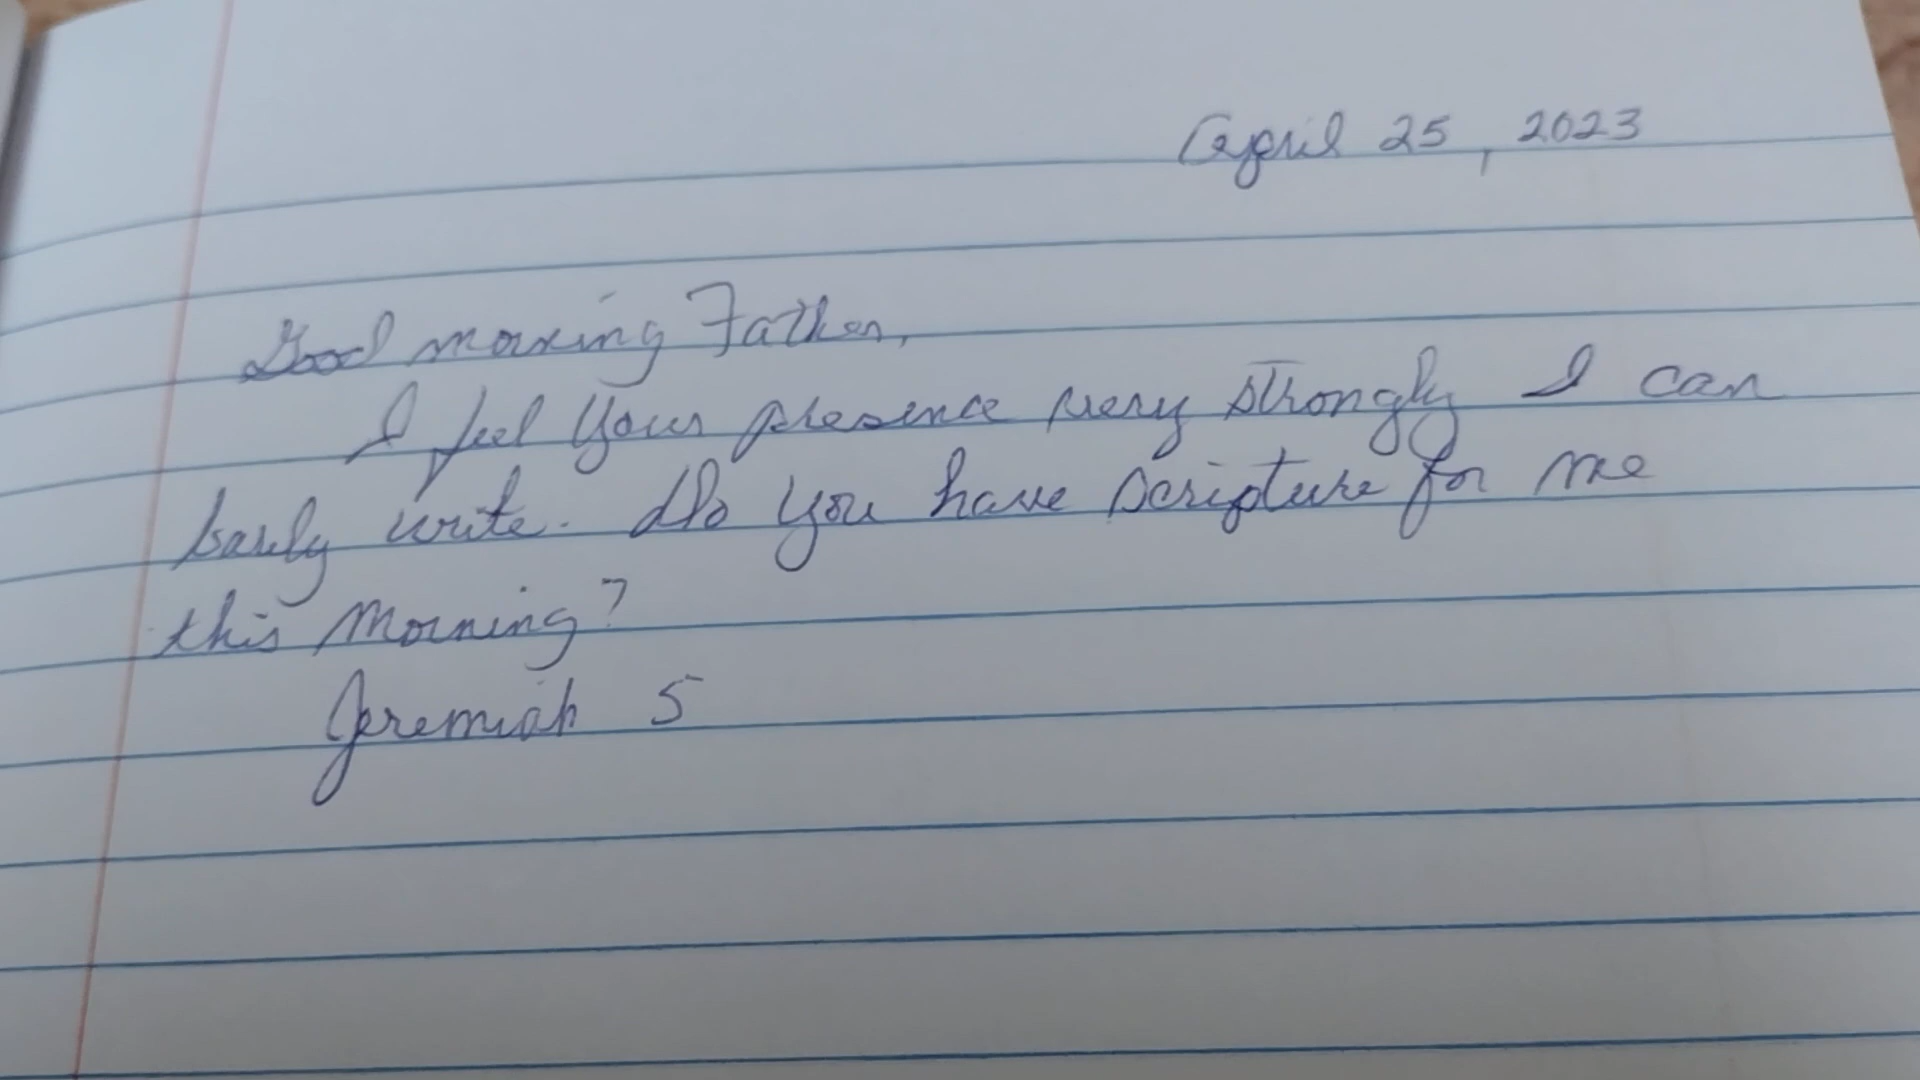 April 25, 2023
Good morning Father,
I feel Your presence very strongly I can
barely write. Do You have scripture for me
this morning?
Jeremiah 5